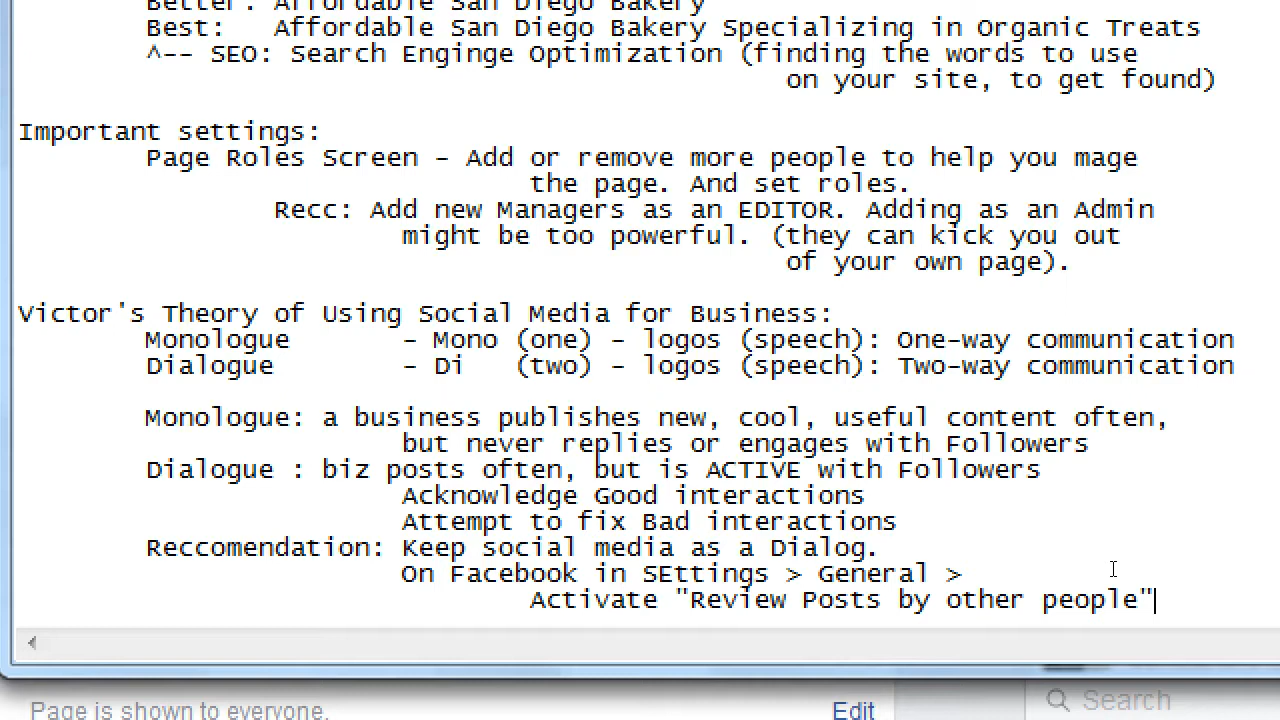 Better: Affordable San Diego Bakery
Best:   Affordable San Diego Bakery Specializing in Organic Treats
^-- SEO: Search Enginge Optimization (finding the words to use
on your site, to get found)
Important settings:
Page Roles Screen - Add or remove more people to help you mage
the page. And set roles.
Recc: Add new Managers as an EDITOR. Adding as an Admin
might be too powerful. (they can kick you out
of your own page).
Victor's Theory of Using Social Media for Business:
Monologue       - Mono (one) - logos (speech): One-way communication
Dialogue        - Di   (two) - logos (speech): Two-way communication
Monologue: a business publishes new, cool, useful content often,
but never replies or engages with Followers
Dialogue : biz posts often, but is ACTIVE with Followers
Acknowledge Good interactions
Attempt to fix Bad interactions
Reccomendation: Keep social media as a Dialog.
On Facebook in SEttings > General >
Activate "Review Posts by other people"
Page is shown to everyone.
Edit
Search